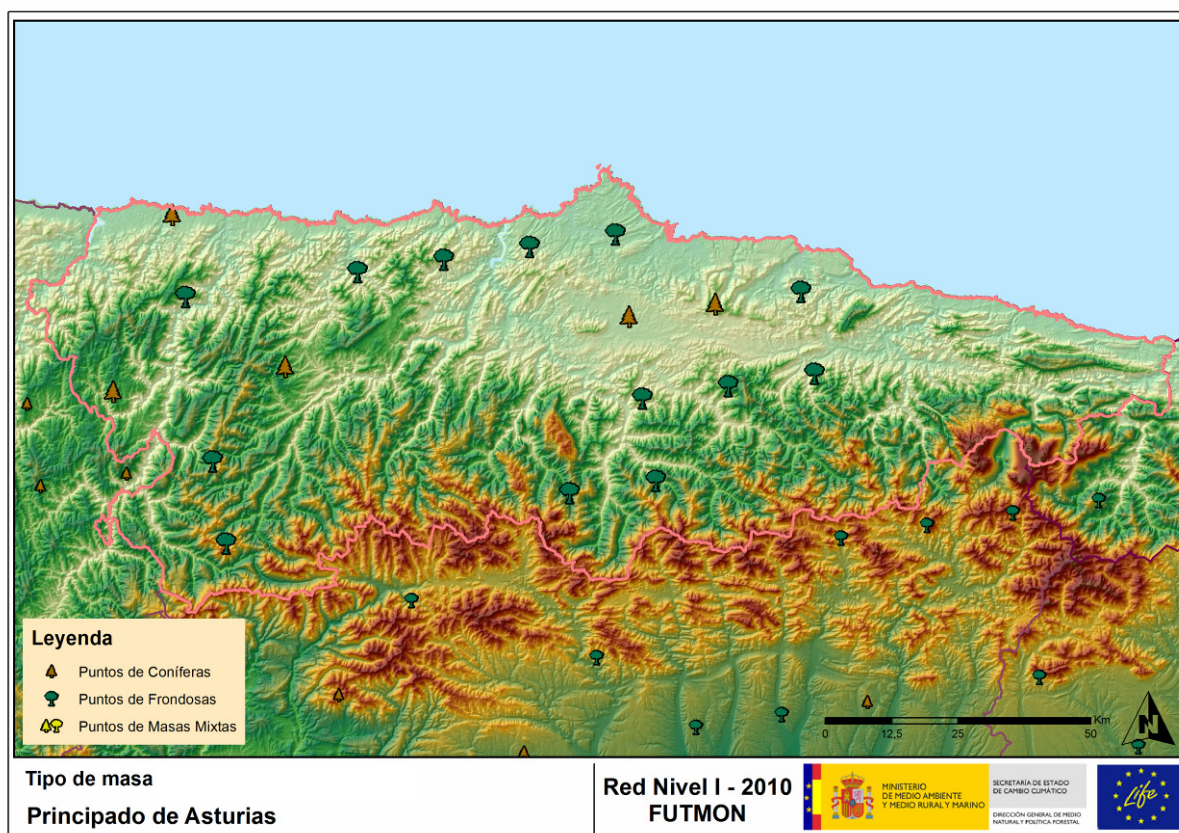 Leyenda
Puntos de Coníferas
Puntos de Frondosas
Puntos de Masas Mixtas
Km
0 12,5 25 50
N
Tipo de masa
Principado de Asturias
Red Nivel I - 2010
FUTMON
MINISTERIO
DE MEDIO AMBIENTE
Y MEDIO RURAL Y MARINO
SECRETARÍA DE ESTADO
DE CAMBIO CLIMÁTICO
DIRECCIÓN GENERAL DE MEDIO
NATURAL Y POLÍTICA FORESTAL
Life